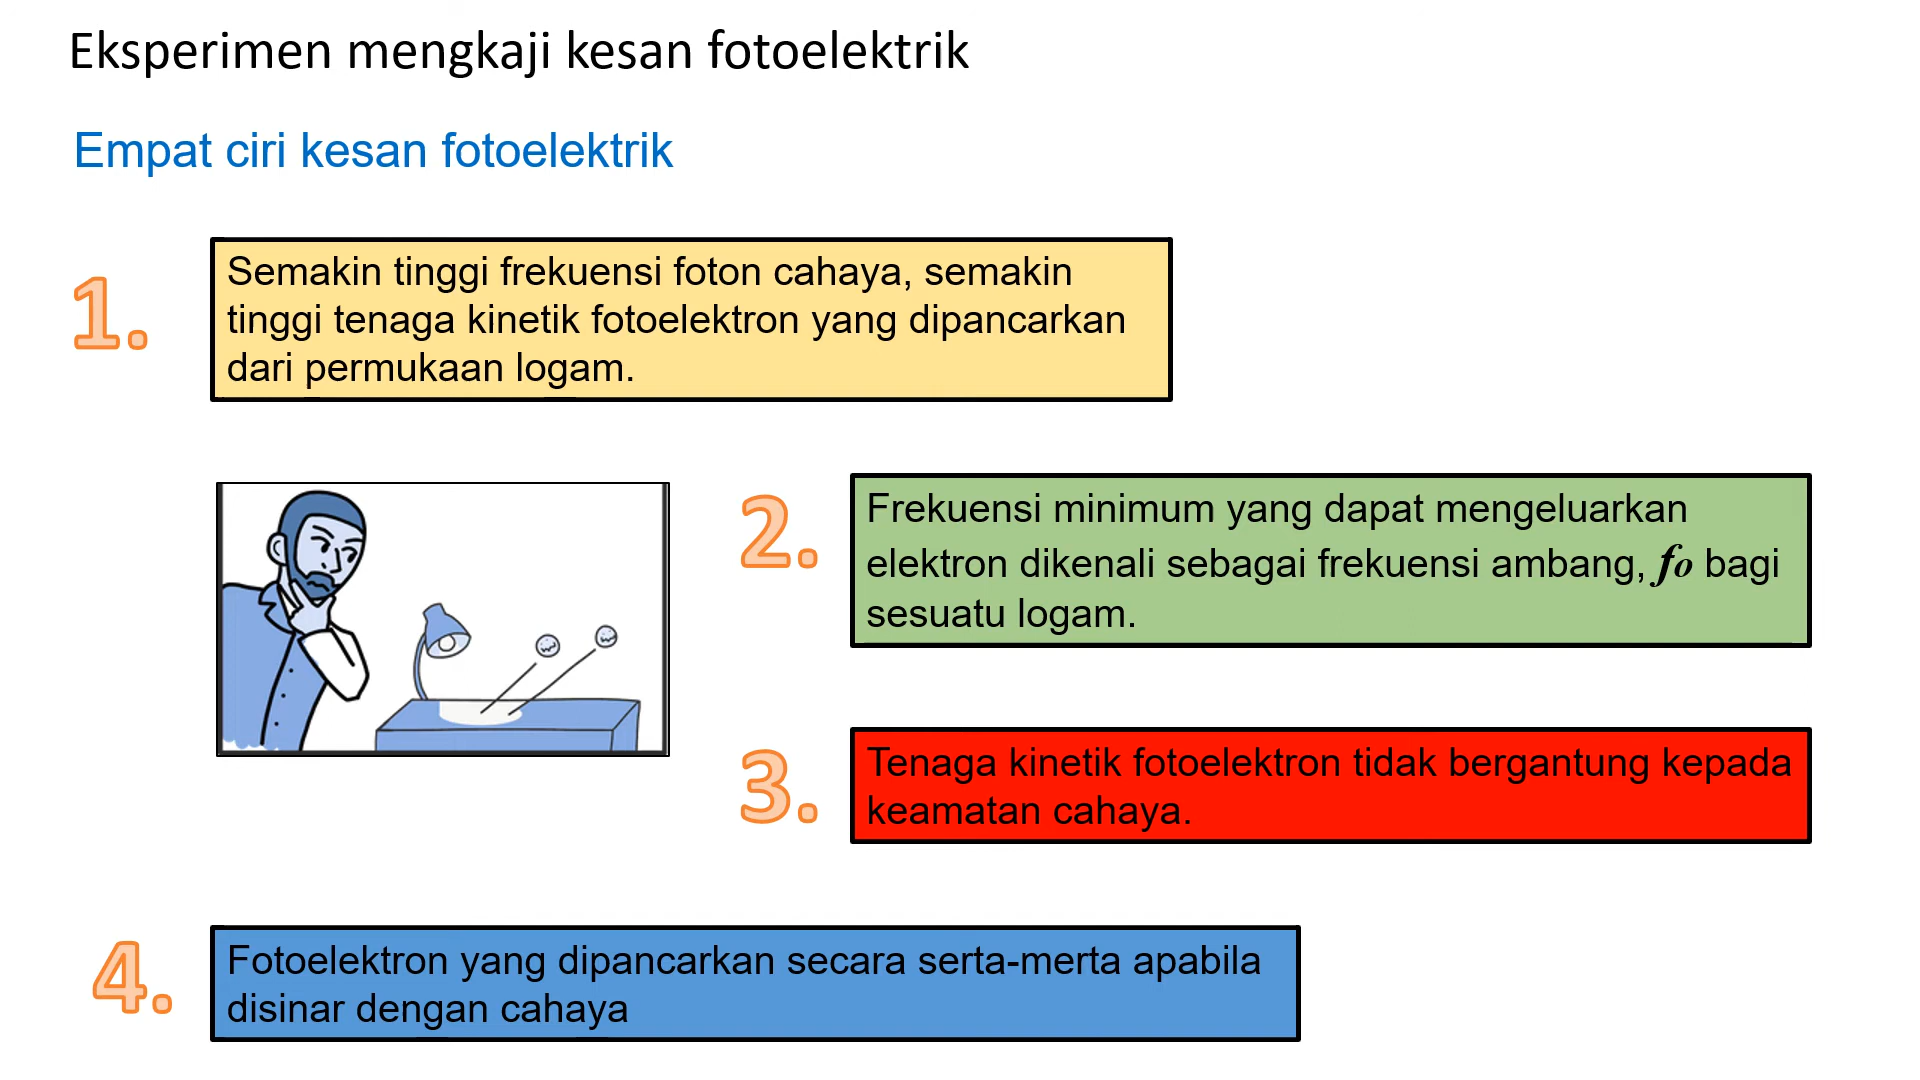 Eksperimen mengkaji kesan fotoelektrik
Empat ciri kesan fotoelektrik
1.
Semakin tinggi frekuensi foton cahaya, semakin
tinggi tenaga kinetik fotoelektron yang dipancarkan
dari permukaan logam.
2.
Frekuensi minimum yang dapat mengeluarkan
elektron dikenali sebagai frekuensi ambang, fo bagi
sesuatu logam.
3.
Tenaga kinetik fotoelektron tidak bergantung kepada
keamatan cahaya.
4.
Fotoelektron yang dipancarkan secara serta-merta apabila
disinar dengan cahaya